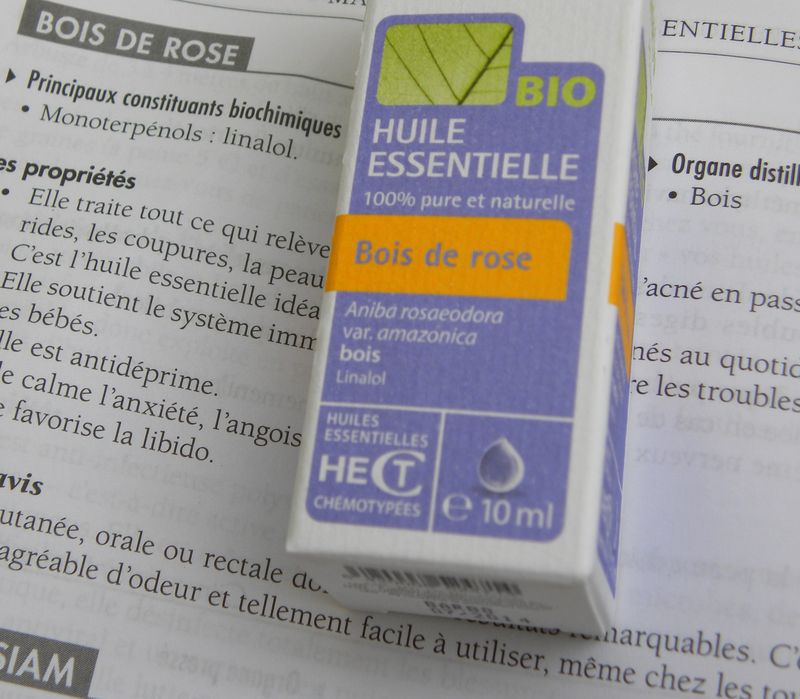 ENTIELLES
BOIS DE ROSE
Principaux constituants biochimiques
• Monoterpénols : linalol.
Organe distill
• Bois
es propriétés
• Elle traite tout ce qui relève
rides, les coupures, la peau
'acné en pass
C'est l'huile essentielle idéa
Elle soutient le système imm
nés au quotid
es bébés.
e les troubles
lle est antidéprime.
le calme l'anxiété, l'angois
e favorise la libido.
avis
utanée, orale ou rectale do
arquables. C'e
agréable d'odeur et tellement facile à utiliser, même chez les tou
SIAM
BIO
HUILE
ESSENTIELLE
100% pure et naturelle
Bois de rose
Aniba rosaeodora
var. amazonica
bois
Linalol
HUILES
ESSENTIELLES
HECT
CHÉMOTYPÉES
e 10 ml